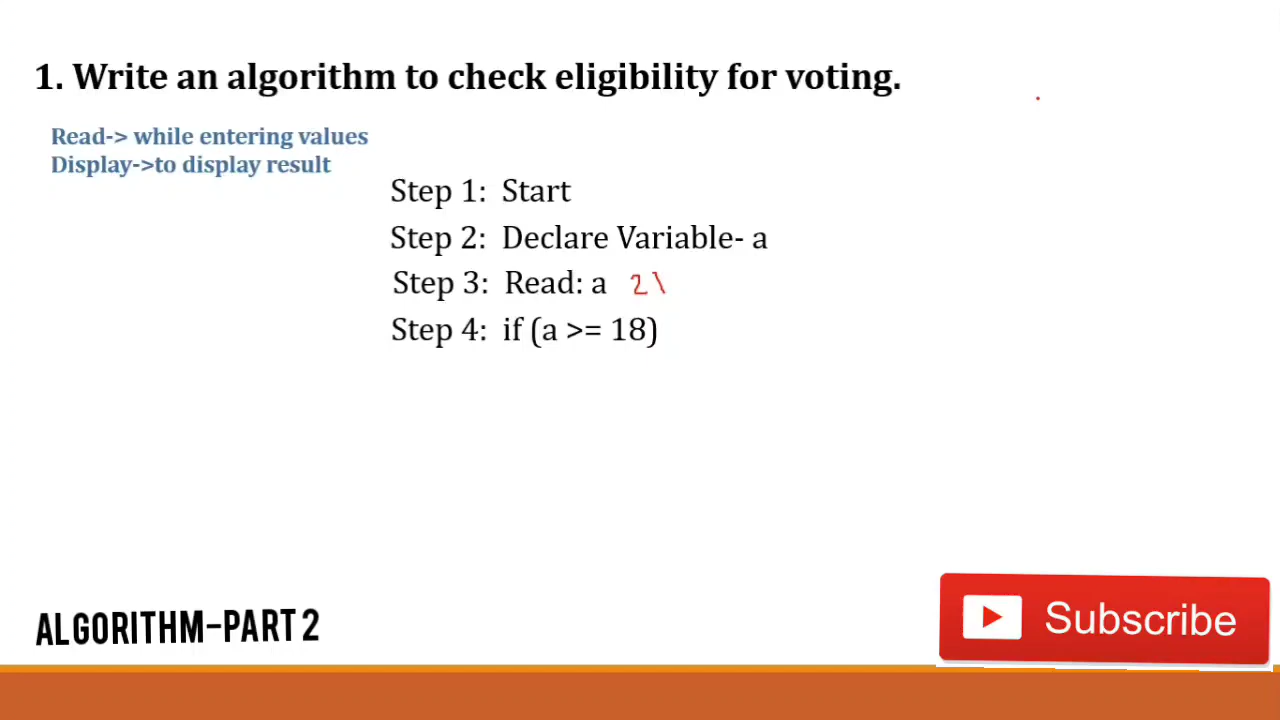 1. Write an algorithm to check eligibility for voting.
Read-> while entering values
Display->to display result
Step 1: Start
Step 2: Declare Variable- a
Step 3: Read: a 21
Step 4: if (a >= 18)
ALGORITHM-PART 2
Subscribe